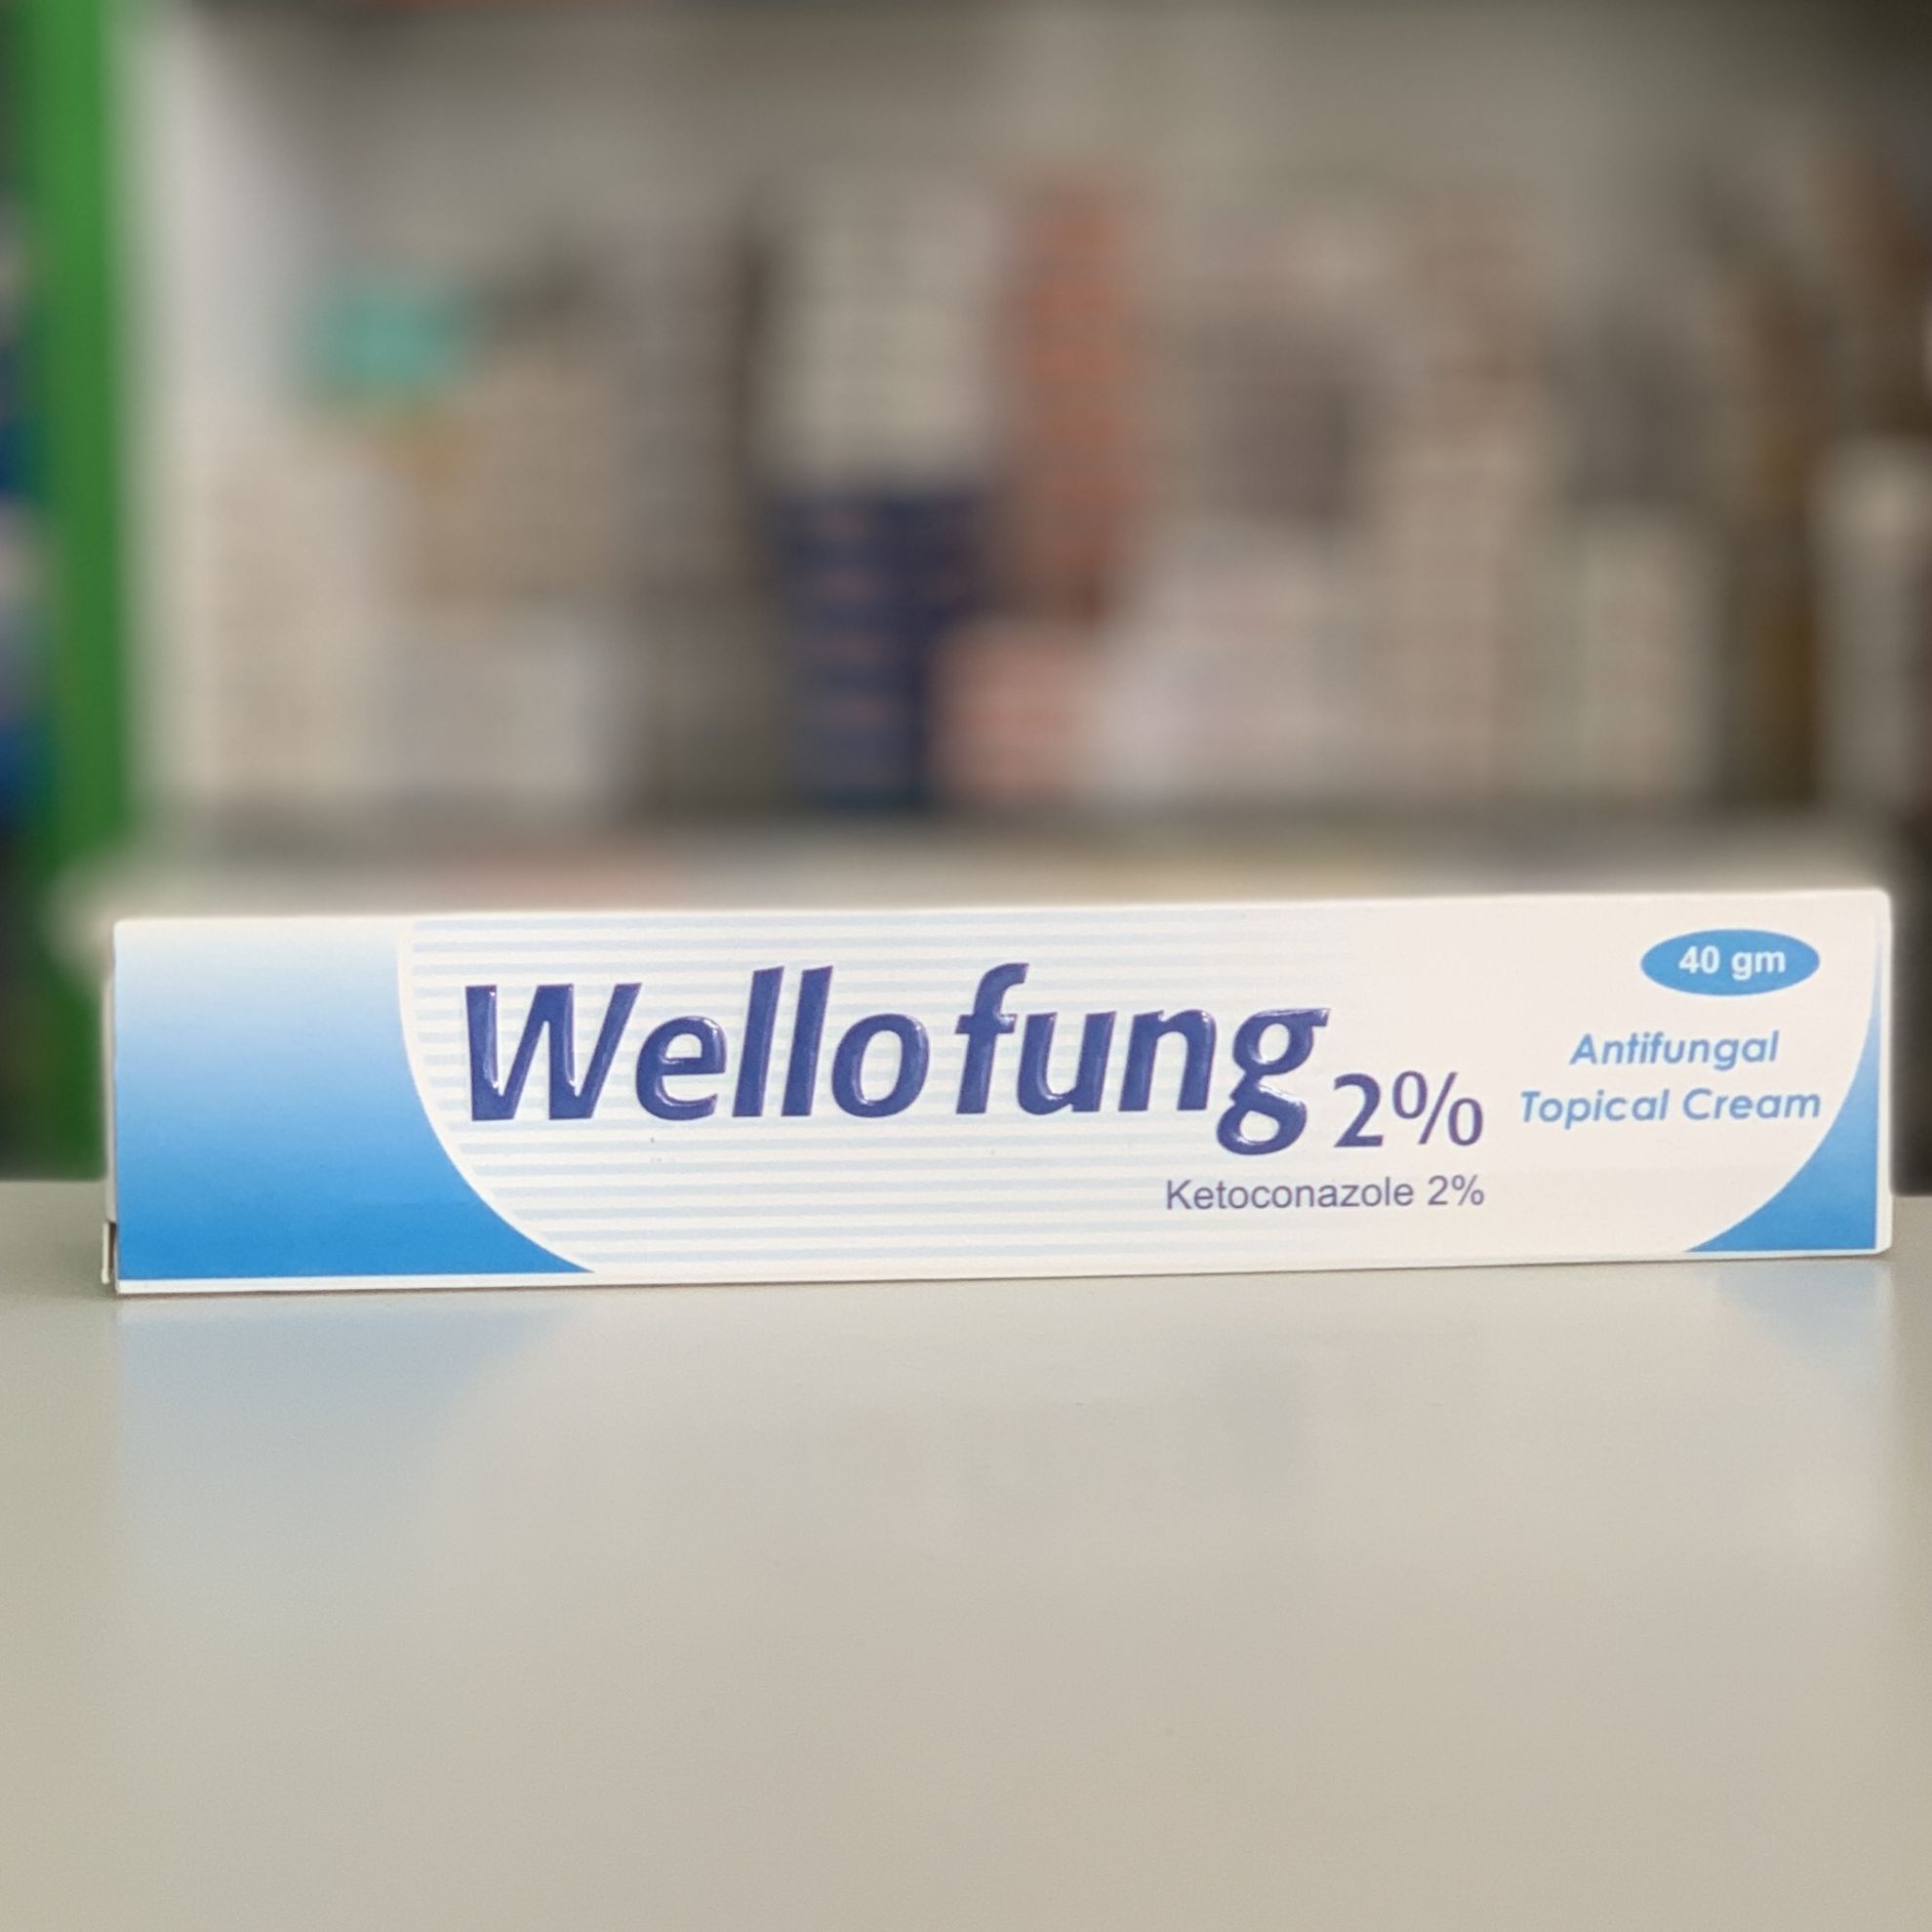 Wellofung 2%
Ketoconazole 2%
40 gm
Antifungal
Topical Cream